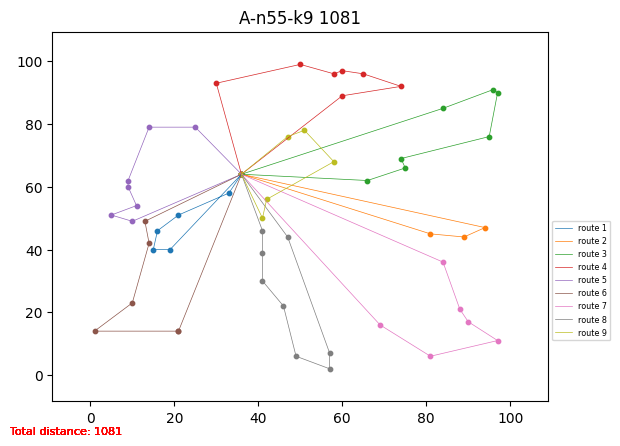 A-n55-k9 1081
100
80
60
40
20
0
0 20 40 60 80 100
route 1
route 2
route 3
route 4
route 5
route 6
route 7
route 8
route 9
Total distance: 1081